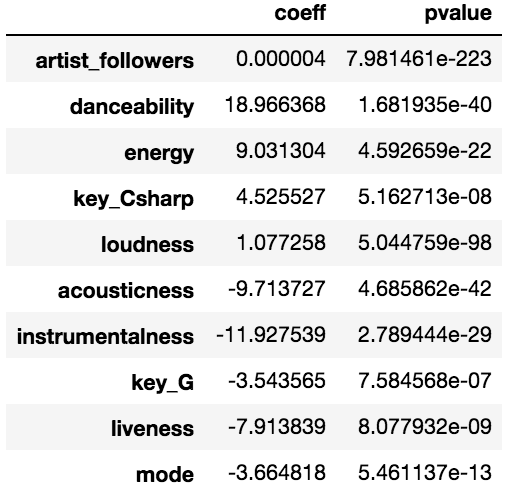 coeff pvalue
artist_followers 0.000004 7.981461e-223
danceability 18.966368 1.681935e-40
energy 9.031304 4.592659e-22
key_Csharp 4.525527 5.162713e-08
loudness 1.077258 5.044759e-98
acousticness -9.713727 4.685862e-42
instrumentalness -11.927539 2.789444e-29
key_G -3.543565 7.584568e-07
liveness -7.913839 8.077932e-09
mode -3.664818 5.461137e-13